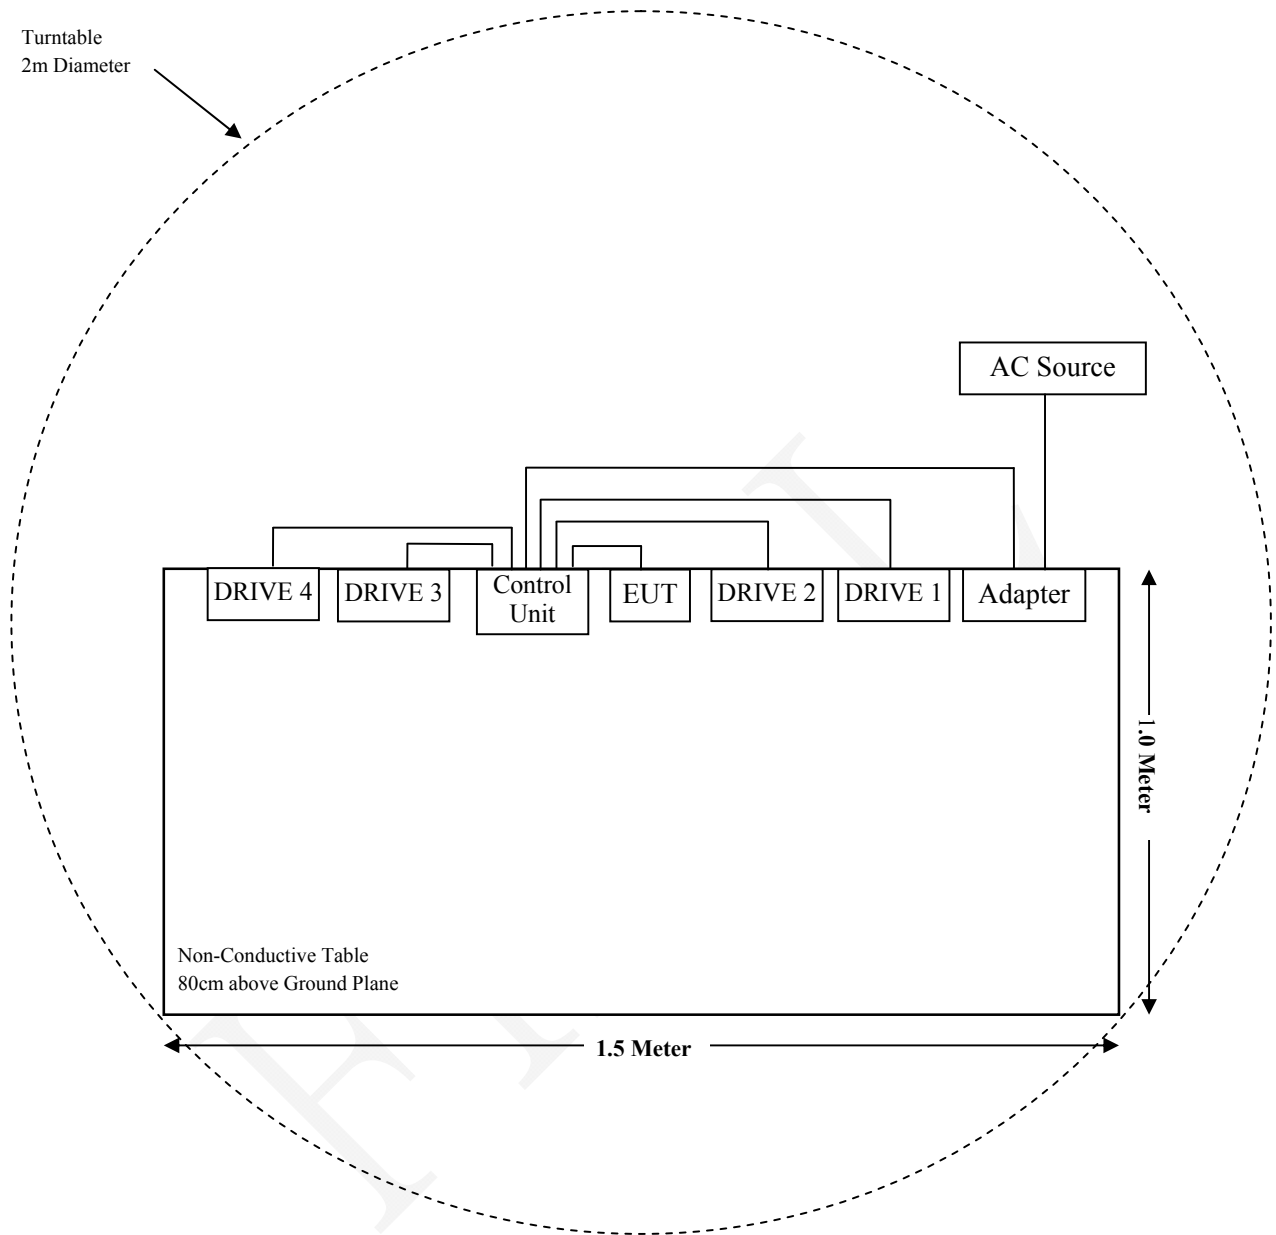 Turntable
2m Diameter
AC Source
DRIVE 4
DRIVE 3
Control
Unit
EUT
DRIVE 2
DRIVE 1
Adapter
1.0 Meter
Non-Conductive Table
80cm above Ground Plane
1.5 Meter